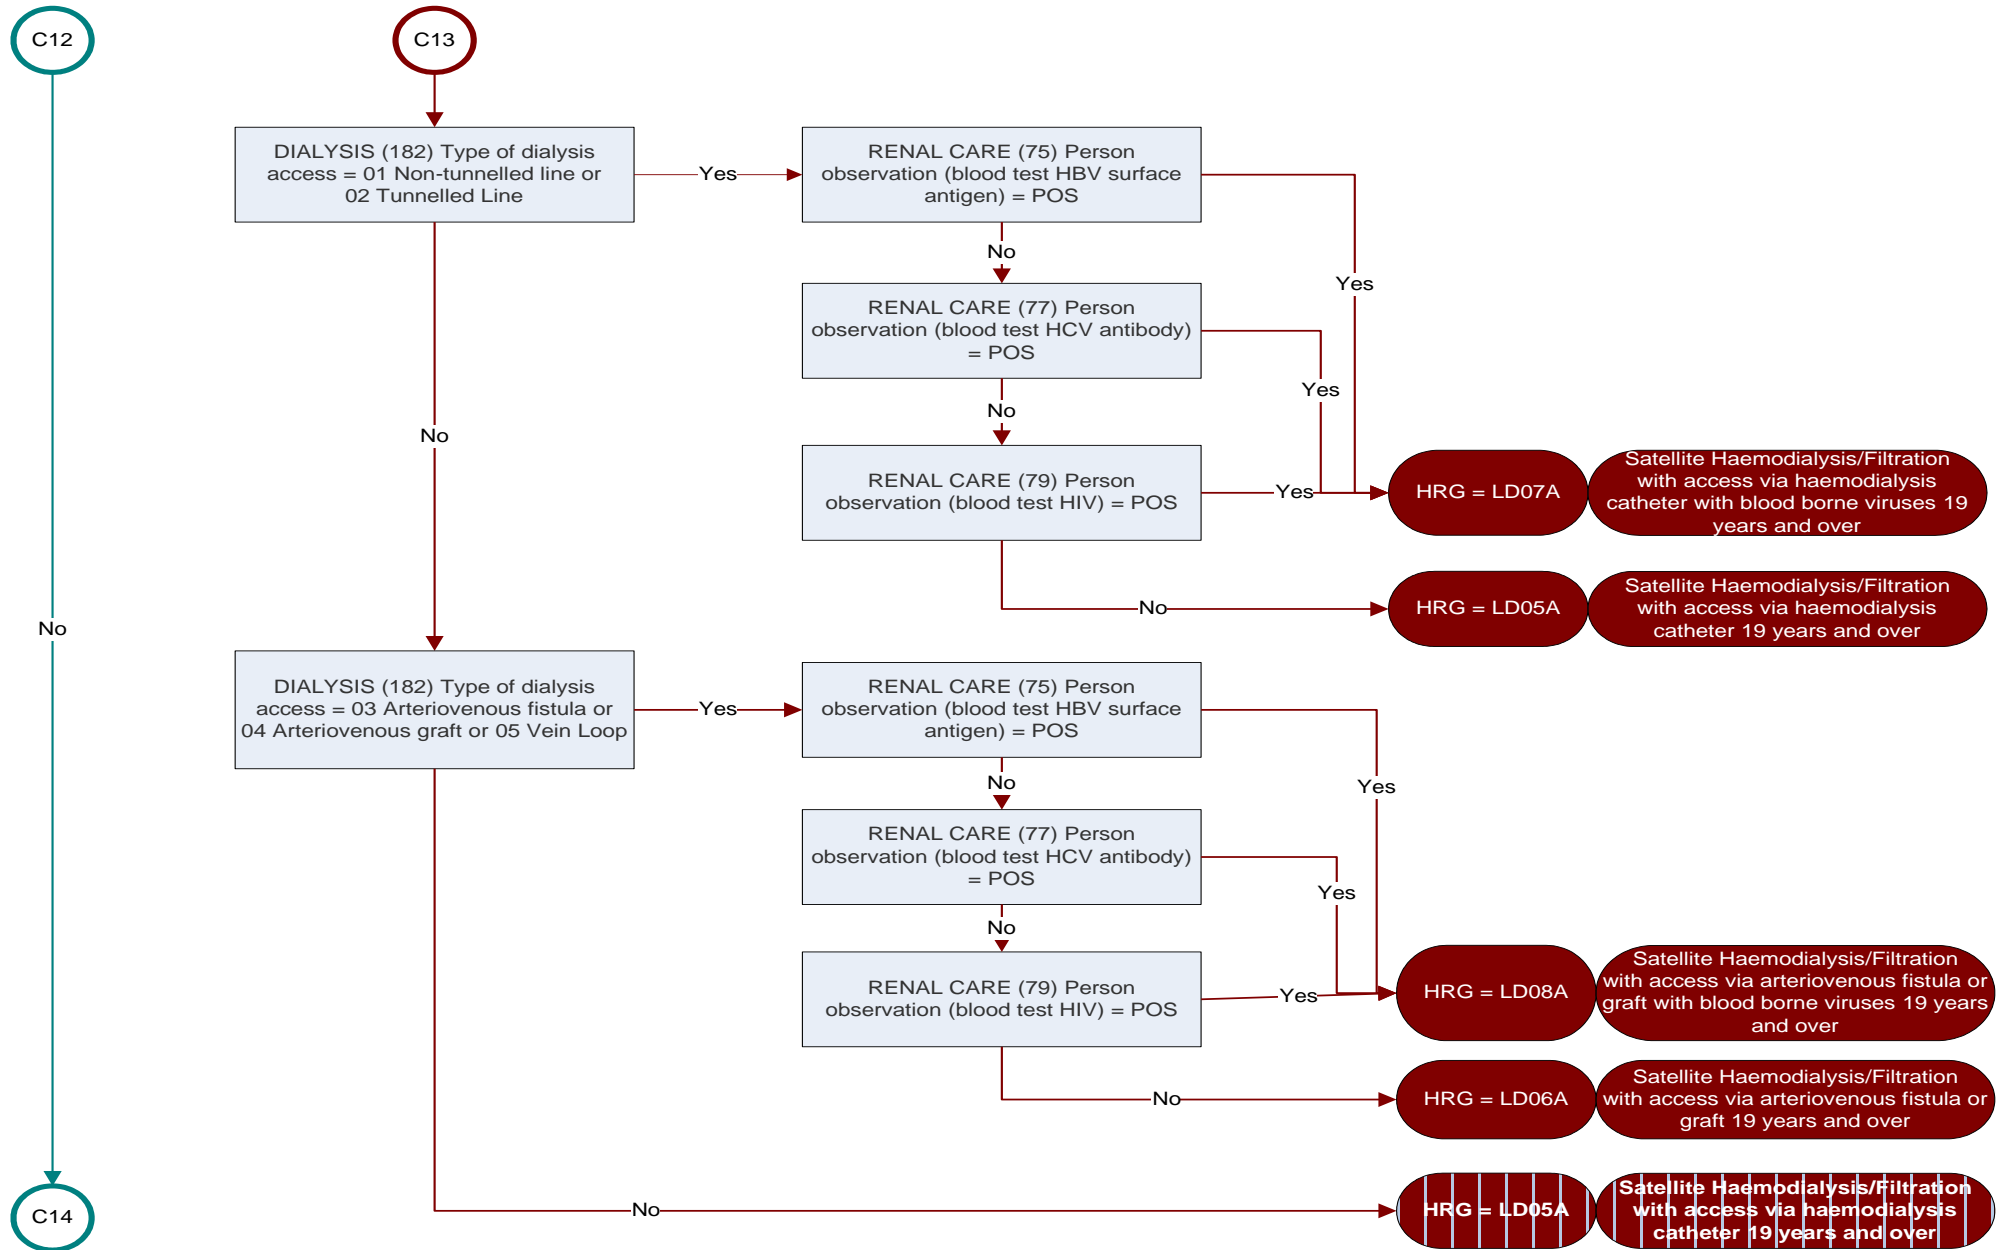 C12
C13
DIALYSIS (182) Type of dialysis
access = 01 Non-tunnelled line or
02 Tunnelled Line
Yes
RENAL CARE (75) Person
observation (blood test HBV surface
antigen) = POS
No
Yes
RENAL CARE (77) Person
observation (blood test HCV antibody)
= POS
Yes
No
No
RENAL CARE (79) Person
observation (blood test HIV) = POS
Yes
HRG = LD07A
Satellite Haemodialysis/Filtration
with access via haemodialysis
catheter with blood borne viruses 19
years and over
No
HRG = LD05A
Satellite Haemodialysis/Filtration
with access via haemodialysis
catheter 19 years and over
No
DIALYSIS (182) Type of dialysis
access = 03 Arteriovenous fistula or
04 Arteriovenous graft or 05 Vein Loop
Yes
RENAL CARE (75) Person
observation (blood test HBV surface
antigen) = POS
No
Yes
RENAL CARE (77) Person
observation (blood test HCV antibody)
= POS
Yes
No
RENAL CARE (79) Person
observation (blood test HIV) = POS
Yes
HRG = LD08A
Satellite Haemodialysis/Filtration
with access via arteriovenous fistula or
graft with blood borne viruses 19 years
and over
No
HRG = LD06A
Satellite Haemodialysis/Filtration
with access via arteriovenous fistula or
graft 19 years and over
C14
No
HRG = LD05A
Satellite Haemodialysis/Filtration
with access via haemodialysis
catheter 19 years and over